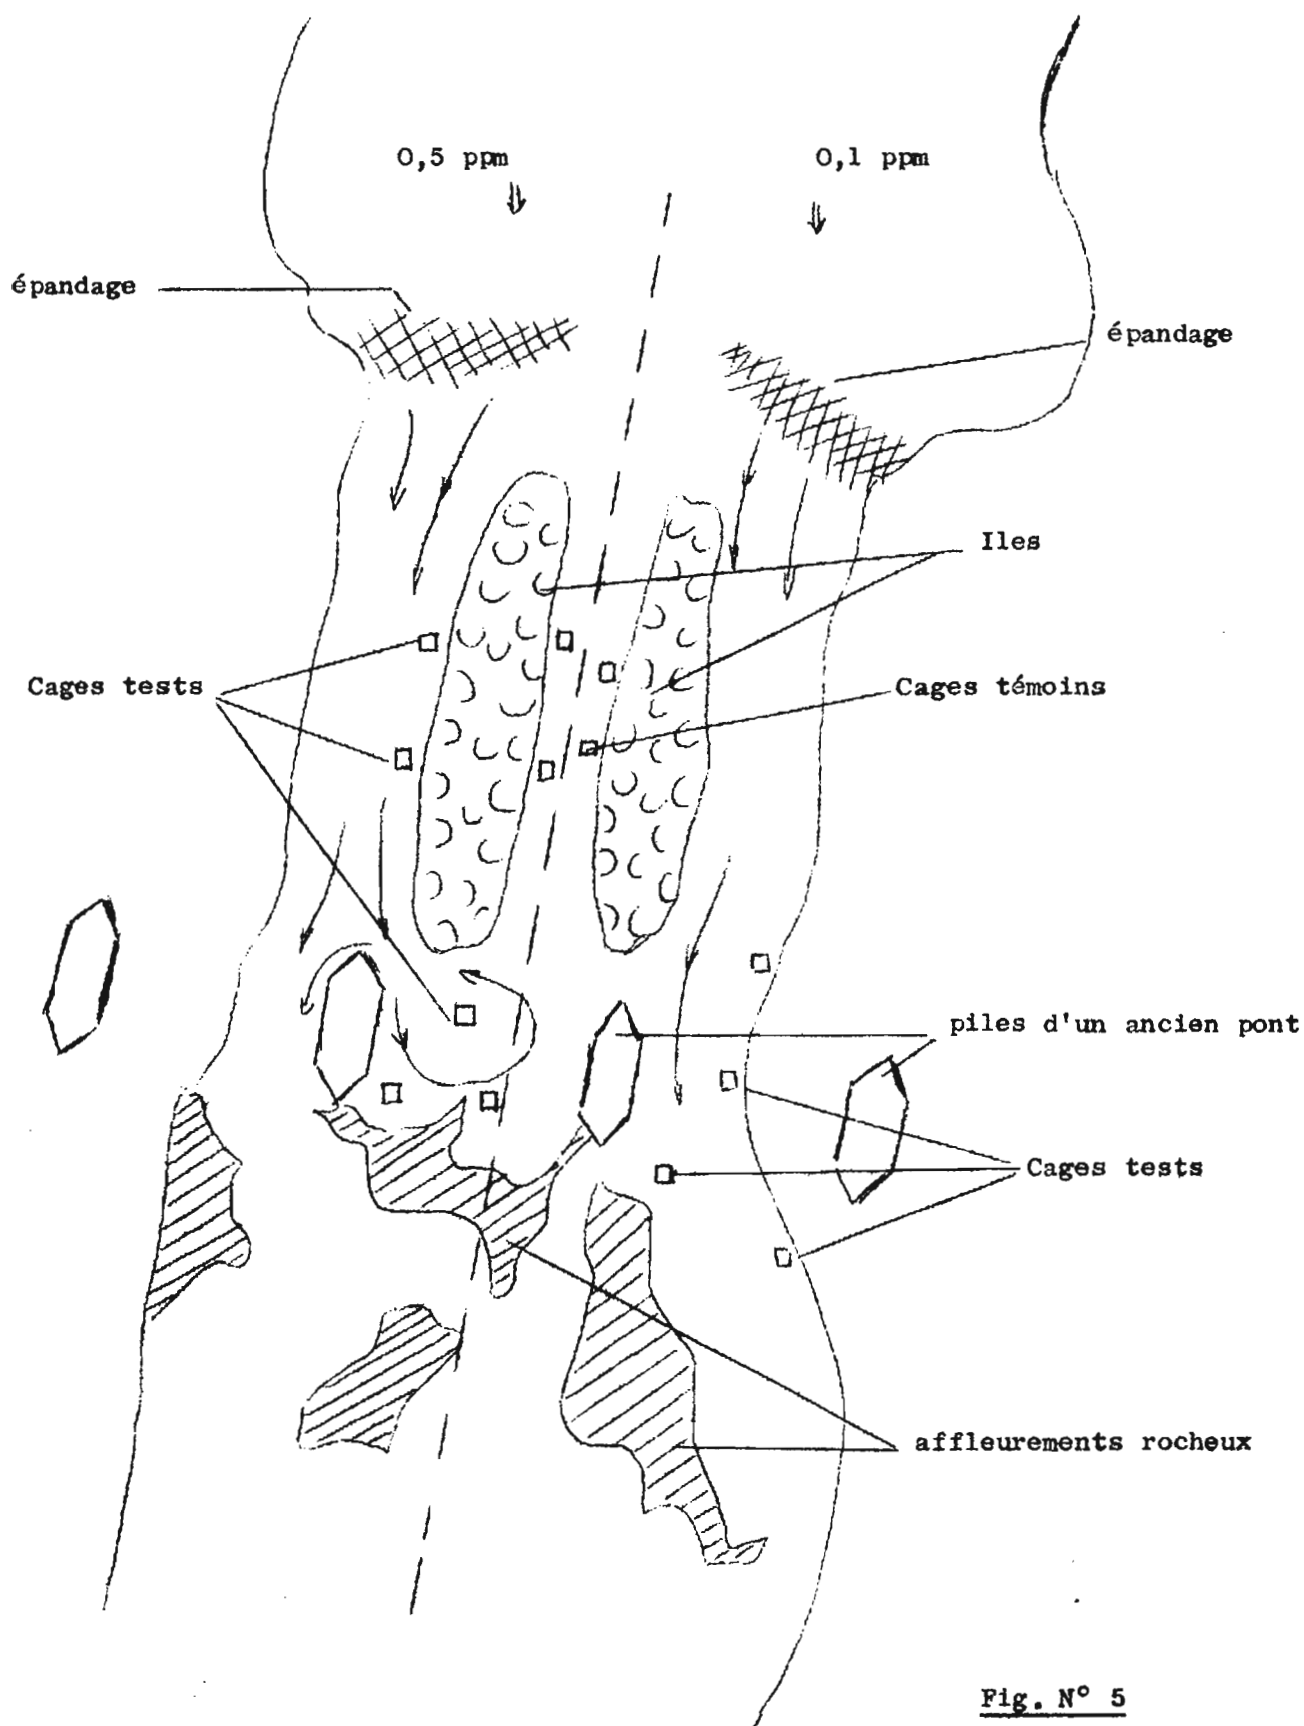 0,5 ppm
0,1 ppm
épandage
épandage
Iles
Cages tests
Cages témoins
piles d'un ancien pont
Cages tests
affleurements rocheux
Fig. N° 5